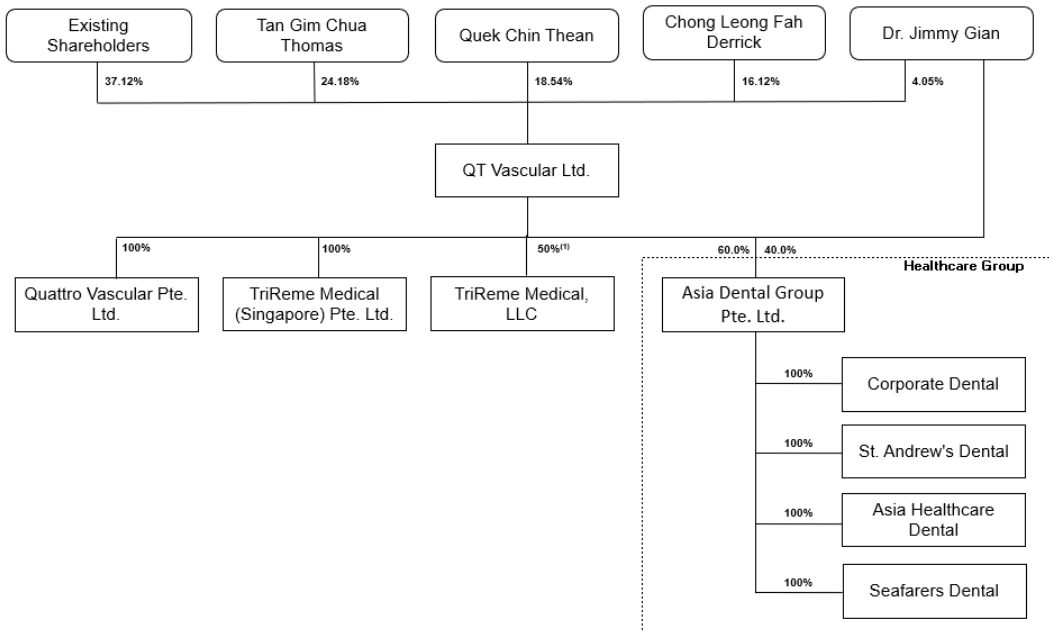 Existing
Shareholders
Tan Gim Chua
Thomas
Quek Chin Thean
Chong Leong Fah
Derrick
Dr. Jimmy Gian
37.12%
24.18%
18.54%
16.12%
4.05%
QT Vascular Ltd.
100%
100%
50%(1)
60.0%
40.0%
Healthcare Group
Quattro Vascular Pte.
Ltd.
TriReme Medical
(Singapore) Pte. Ltd.
TriReme Medical,
LLC
Asia Dental Group
Pte. Ltd.
100%
Corporate Dental
100%
St. Andrew's Dental
100%
Asia Healthcare
Dental
100%
Seafarers Dental